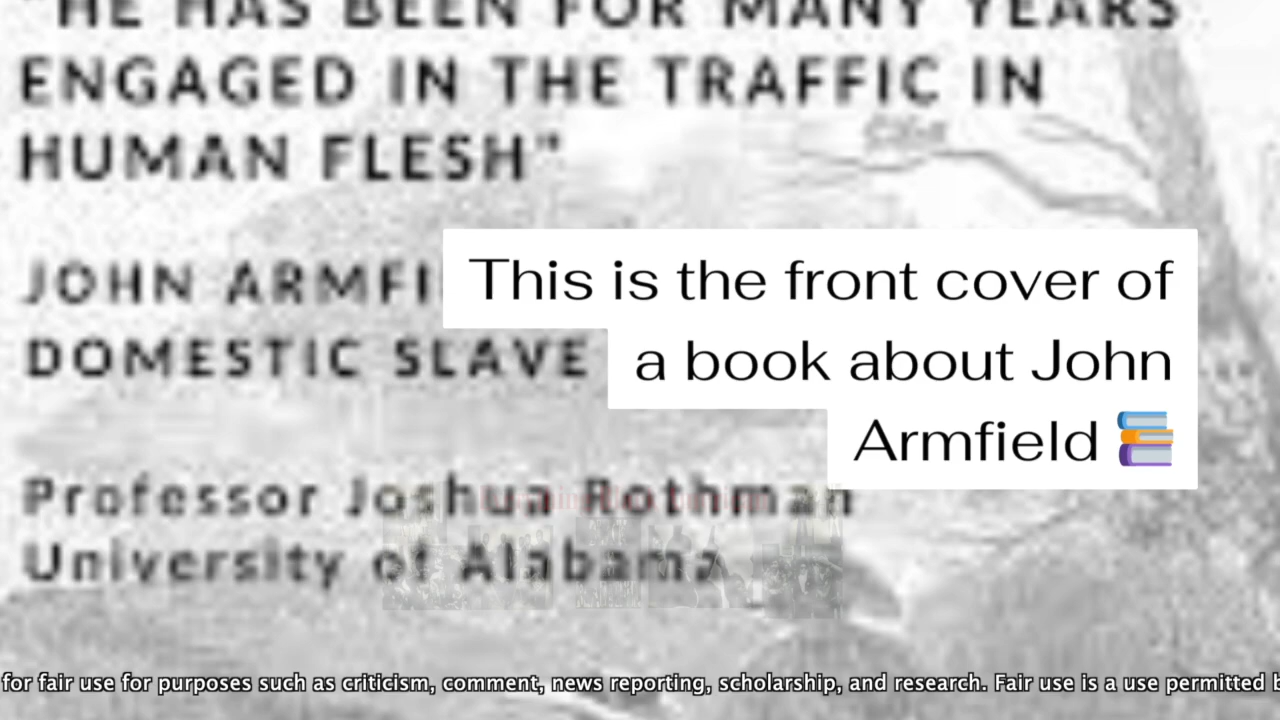 "HE HAS BEEN FOR MANY YEARS
ENGAGED IN THE TRAFFIC IN
HUMAN FLESH"
JOHN ARMFI
DOMESTIC SLAVE
This is the front cover of
a book about John
Armfield 📚
Professor Joshua Rothman
University of Alabama
for fair use for purposes such as criticism, comment, news reporting, scholarship, and research. Fair use is a use permitted b